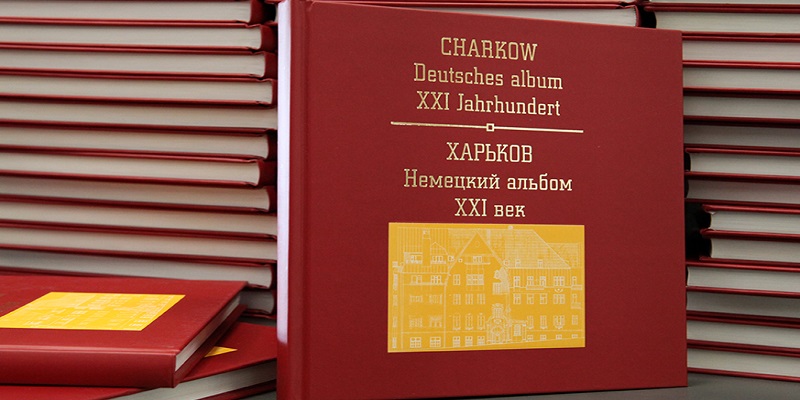 CHARKOW
Deutsches album
XXI Jahrhundert
ХАРЬКОВ
Немецкий альбом
XXI век